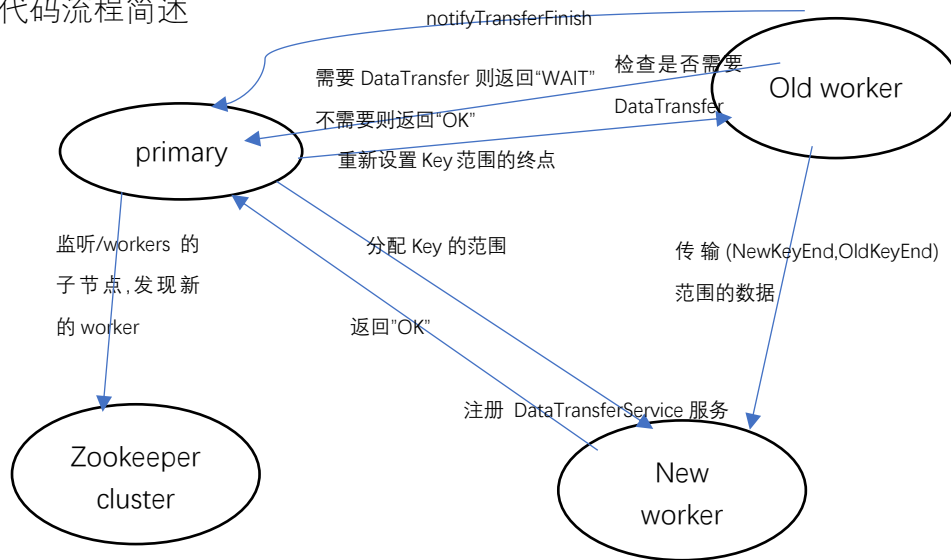 代码流程简述
notifyTransferFinish
需要 DataTransfer 则返回“WAIT”
不需要则返回“OK”
检查是否需要
DataTransfer
Old worker
primary
重新设置 Key 范围的终点
监听/workers 的
子节点,发现新
的 worker
分配 Key 的范围
传 输 (NewKeyEnd,OldKeyEnd)
范围的数据
返回”OK”
注册 DataTransferService 服务
Zookeeper
cluster
New
worker